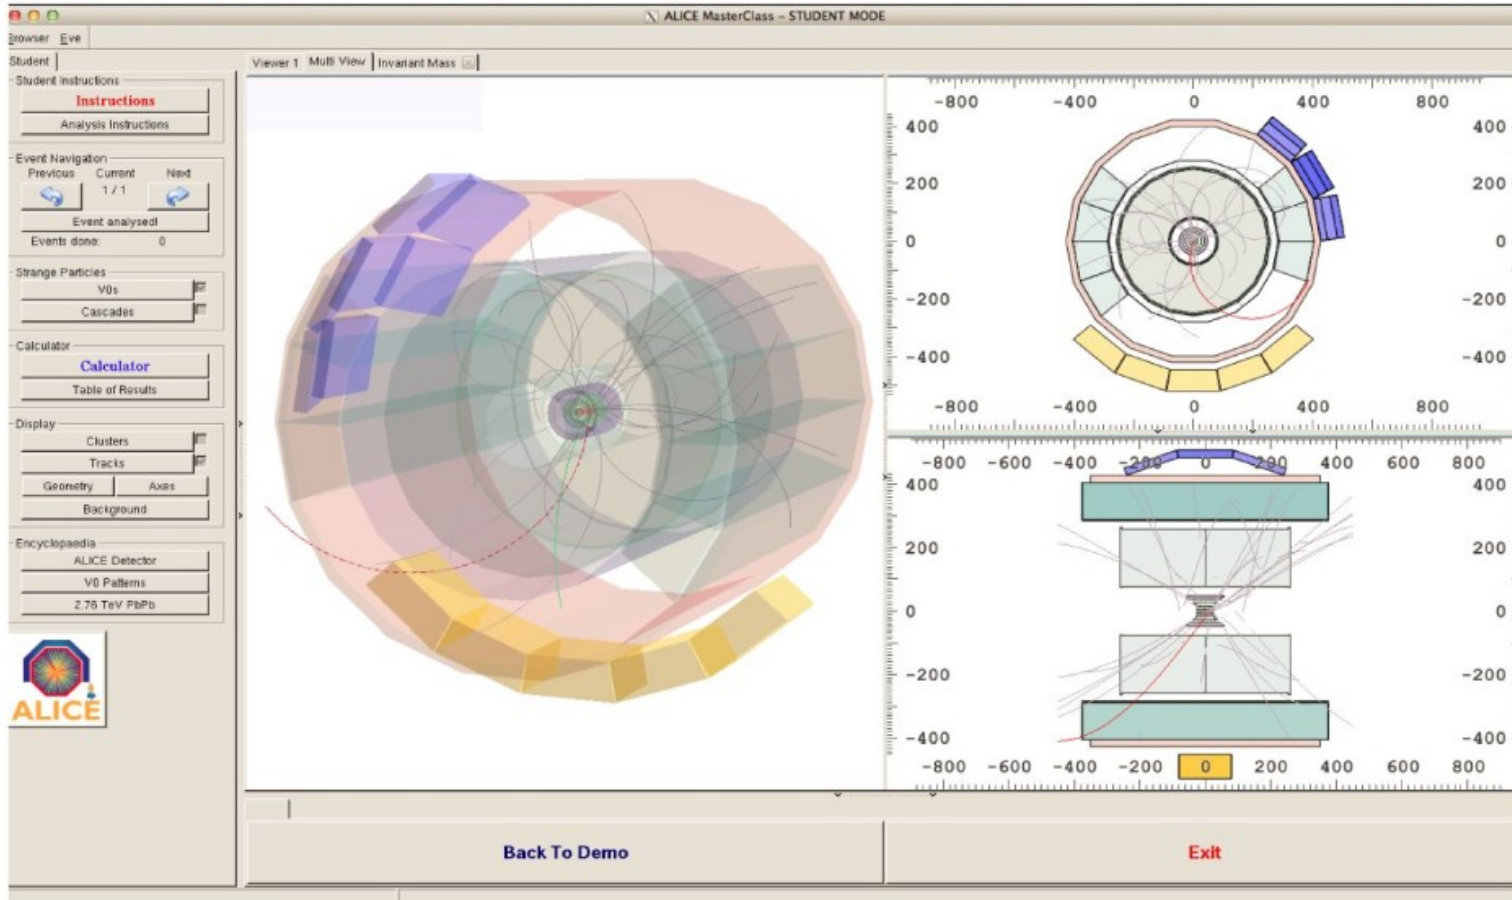 ALICE MasterClass - STUDENT MODE
Browser Eve
Student
Viewer 1 Multi View Invariant Mass
Student Instructions
Instructions
Analysis Instructions
Event Navigation
Previous Current Next
1 / 1
Event analysed!
Events done: 0
Strange Particles
V0s
Cascades
Calculator
Calculator
Table of Results
Display
Clusters
Tracks
Geometry Axes
Background
Encyclopaedia
ALICE Detector
V0 Patterns
2.76 TeV PbPb
ALICE
-800 -400 0 400 800
400 400
200 200
0 0
-200 -200
-400 -400
-800 -400 0 400 800
-800 -600 -400 -200 0 200 400 600 800
400 400
200 200
0 0
-200 -200
-400 -400
-800 -600 -400 -200 0 200 400 600 800
Back To Demo
Exit